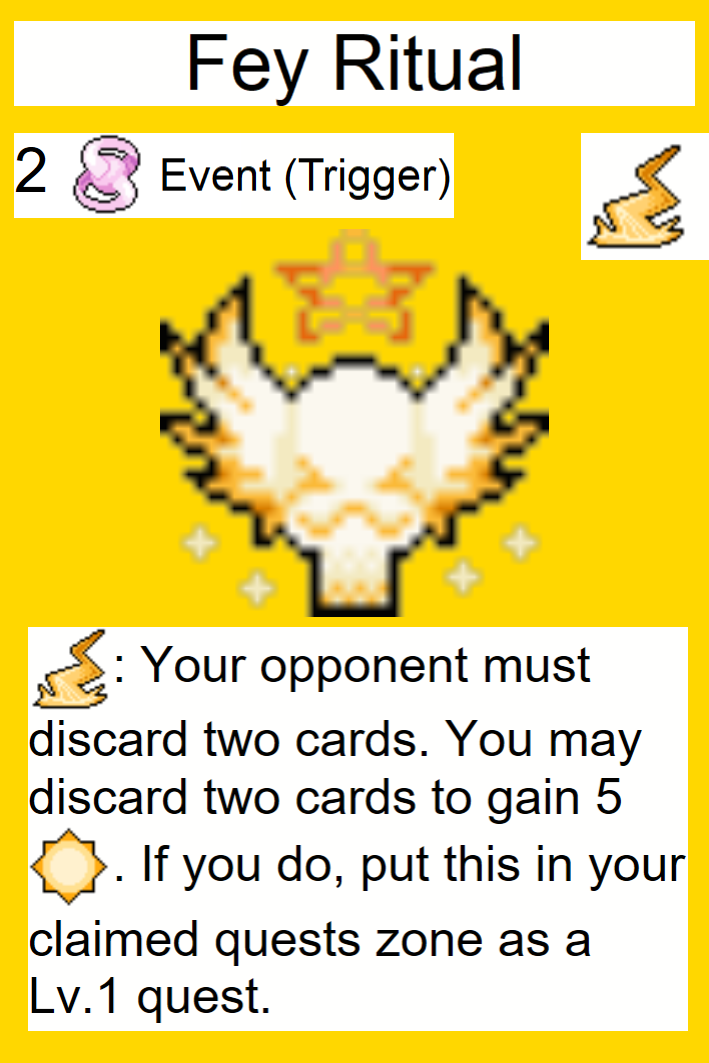 Fey Ritual
2 Event (Trigger)
: Your opponent must
discard two cards. You may
discard two cards to gain 5
. If you do, put this in your
claimed quests zone as a
Lv.1 quest.